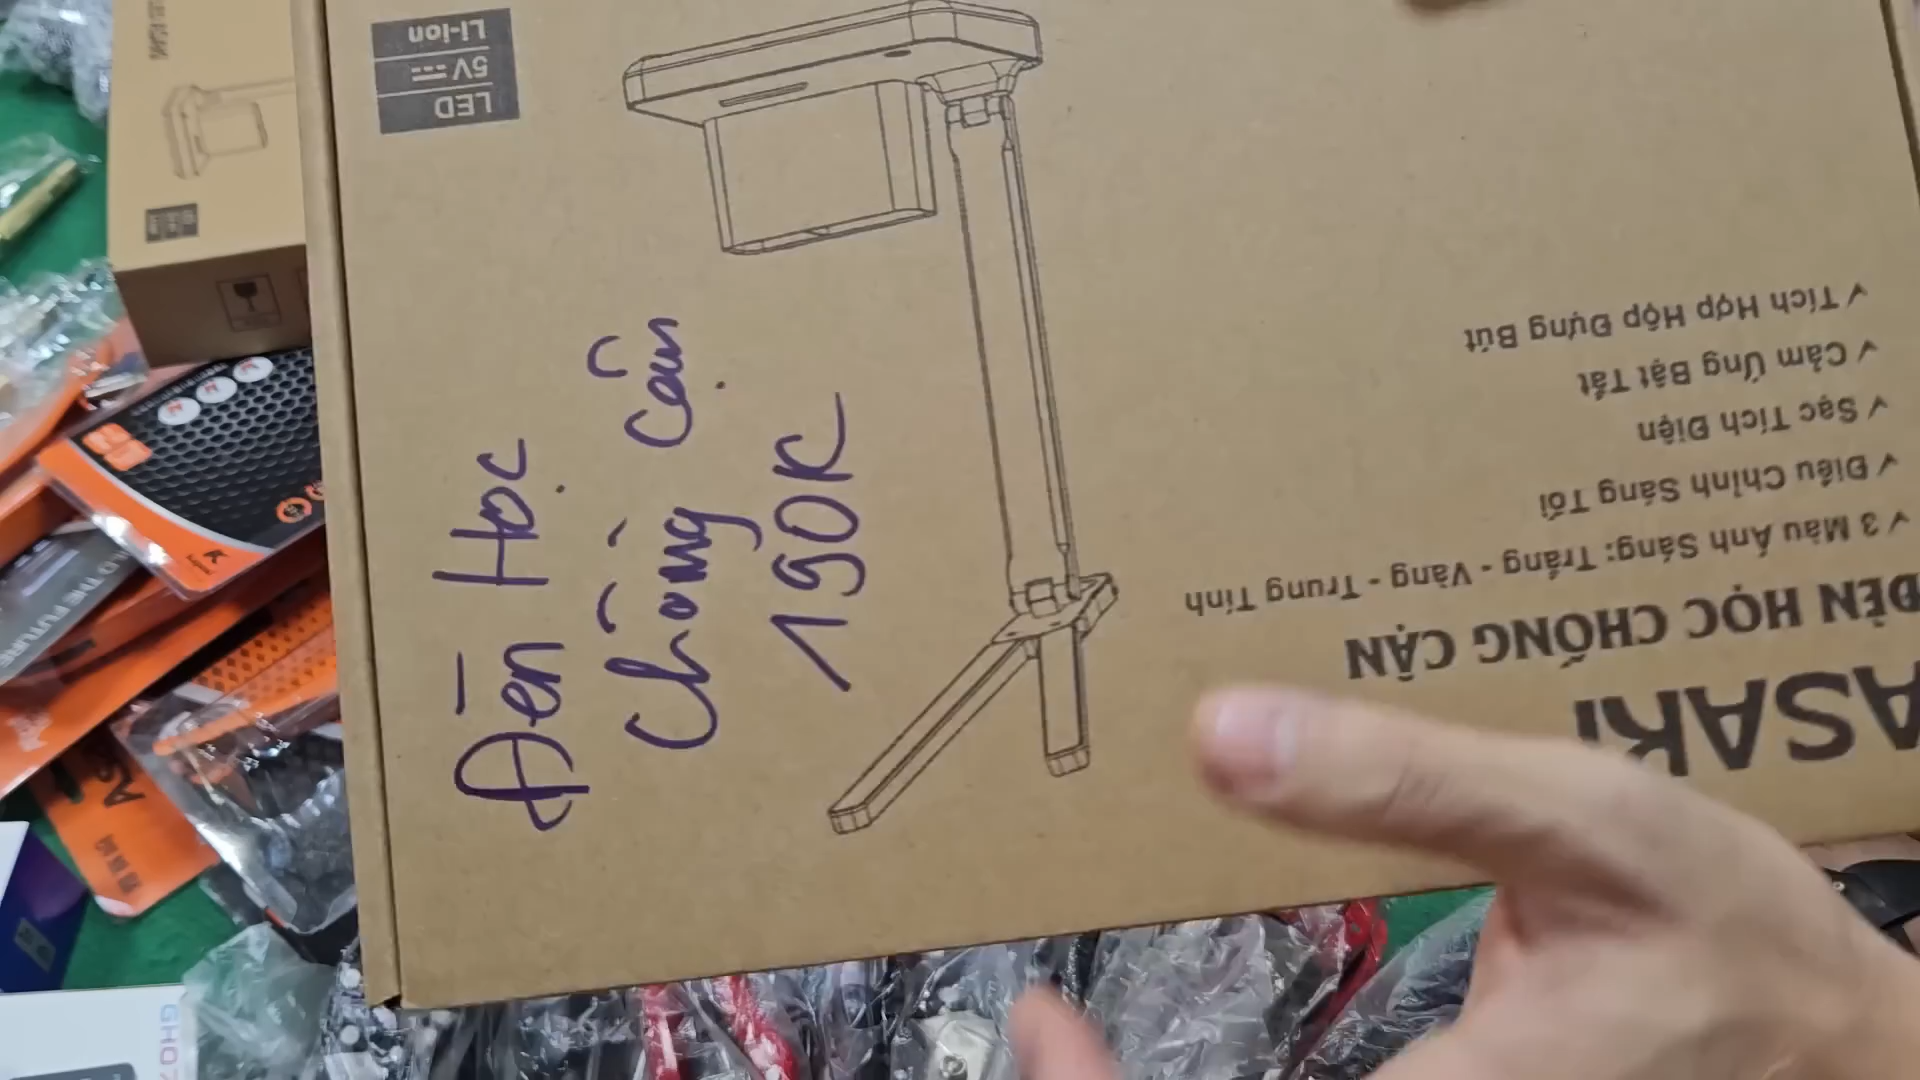 ASAKI
ĐÈN HỌC CHỐNG CẬN
✓ 3 Màu Ánh Sáng: Trắng - Vàng - Trung Tính
✓ Điều Chỉnh Sáng Tối
✓ Sạc Tích Điện
✓ Cảm Ứng Bật Tắt
✓ Tích Hợp Hộp Đựng Bút
LED
5V
Li-ion
Đèn Học
Chống cận
190K
THE FUTURE